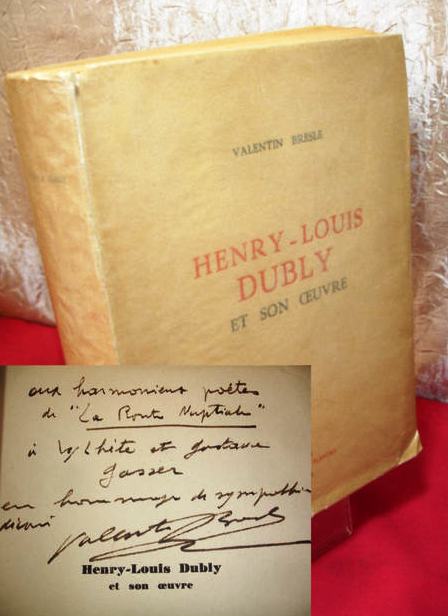 VALENTIN BRESLE
HENRY-LOUIS
DUBLY
ET SON ŒUVRE
aux harmonieux poètes
de "La Route Nuptiale"
à et Gustave
Gasser
en hommage de sympathie
Valentin Bresle
Henry-Louis Dubly
et son œuvre